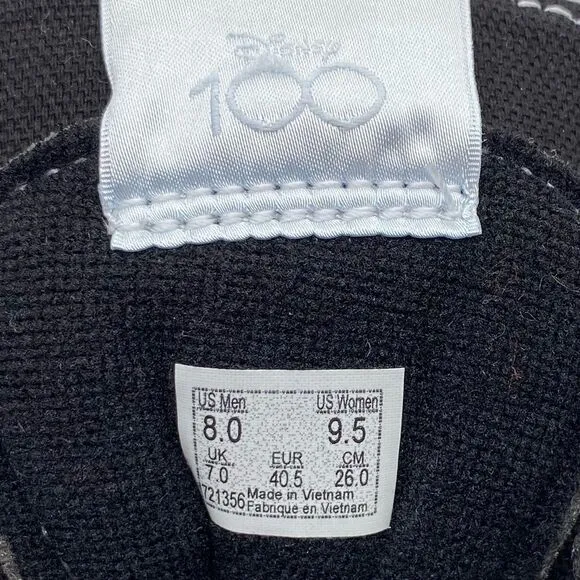 Disney
100
US Men US Women
8.0 9.5
UK EUR CM
7.0 40.5 26.0
721356 Made in Vietnam
Fabrique en Vietnam